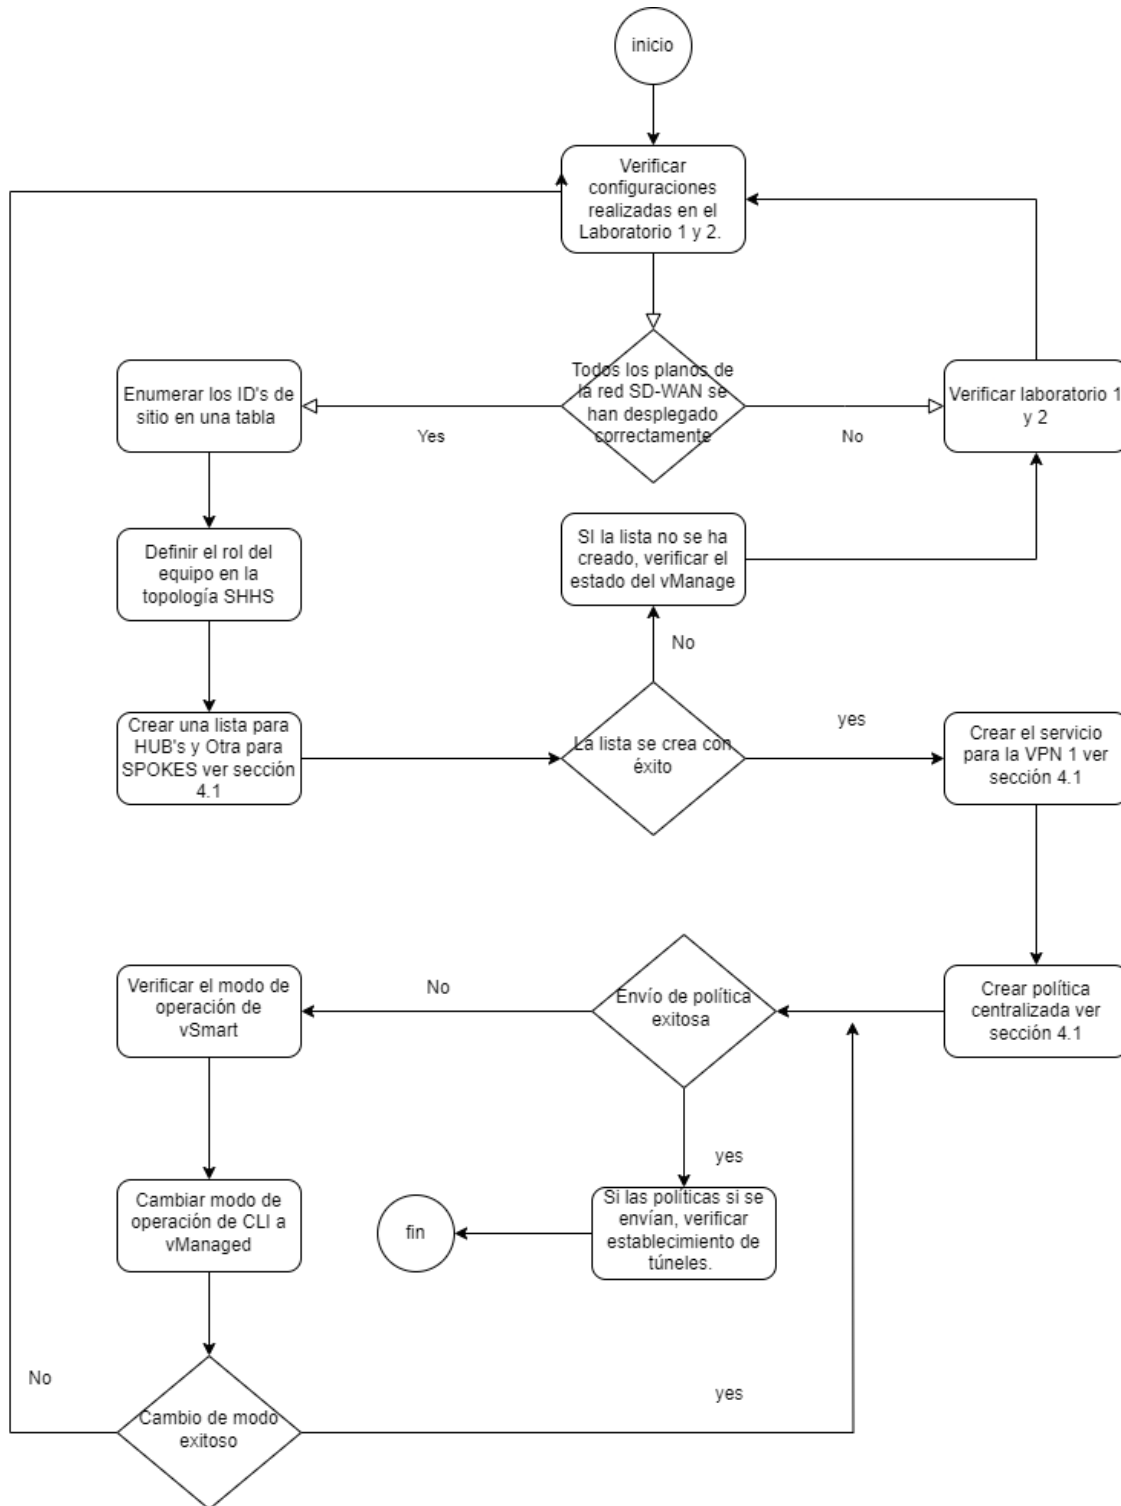 inicio
Verificar
configuraciones
realizadas en el
Laboratorio 1 y 2.
Todos los planos de
la red SD-WAN se
han desplegado
correctamente
Enumerar los ID's de
sitio en una tabla
Yes
No
Verificar laboratorio 1
y 2
Definir el rol del
equipo en la
topología SHHS
SI la lista no se ha
creado, verificar el
estado del vManage
No
Crear una lista para
HUB's y Otra para
SPOKES ver sección
4.1
La lista se crea con
éxito
yes
Crear el servicio
para la VPN 1 ver
sección 4.1
Verificar el modo de
operación de
vSmart
No
Envío de política
exitosa
Crear política
centralizada ver
sección 4.1
yes
Cambiar modo de
operación de CLI a
vManaged
fin
Si las políticas si se
envían, verificar
establecimiento de
túneles.
No
Cambio de modo
exitoso
yes